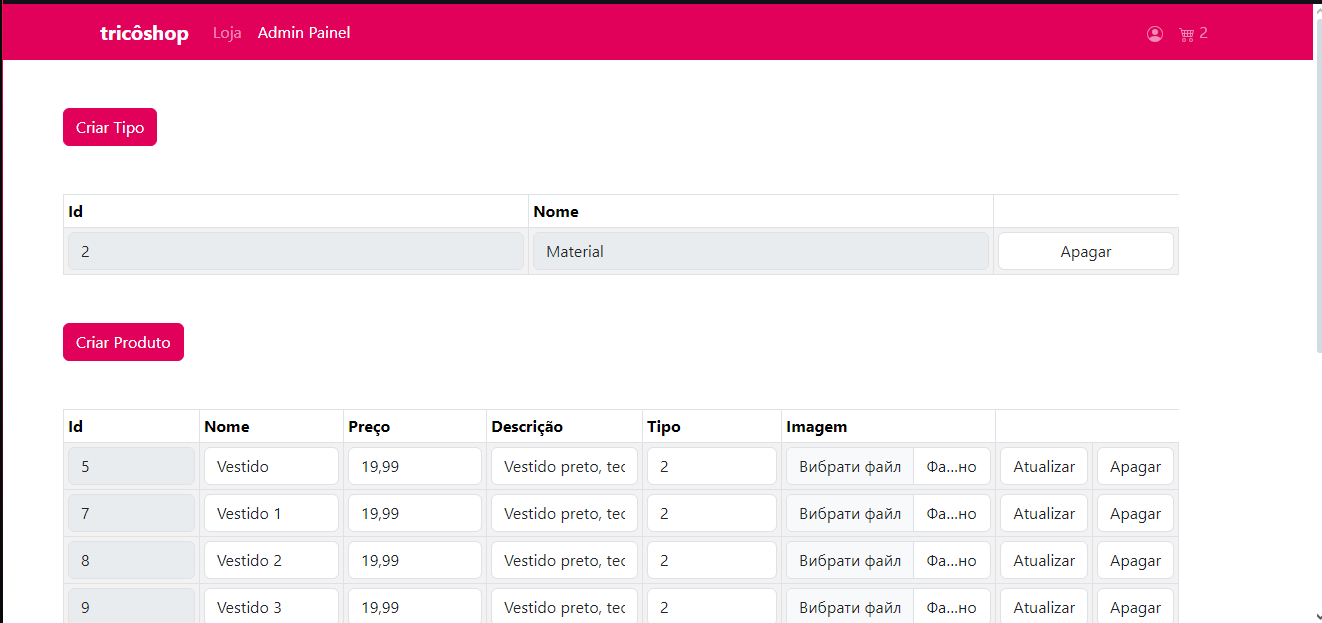 tricôshop Loja Admin Painel 2
Criar Tipo
Id Nome
2 Material Apagar
Criar Produto
Id Nome Preço Descrição Tipo Imagem
5 Vestido 19,99 Vestido preto, tec 2 Вибрати файл Фа...но Atualizar Apagar
7 Vestido 1 19,99 Vestido preto, tec 2 Вибрати файл Фа...но Atualizar Apagar
8 Vestido 2 19,99 Vestido preto, tec 2 Вибрати файл Фа...но Atualizar Apagar
9 Vestido 3 19,99 Vestido preto, tec 2 Вибрати файл Фа...но Atualizar Apagar